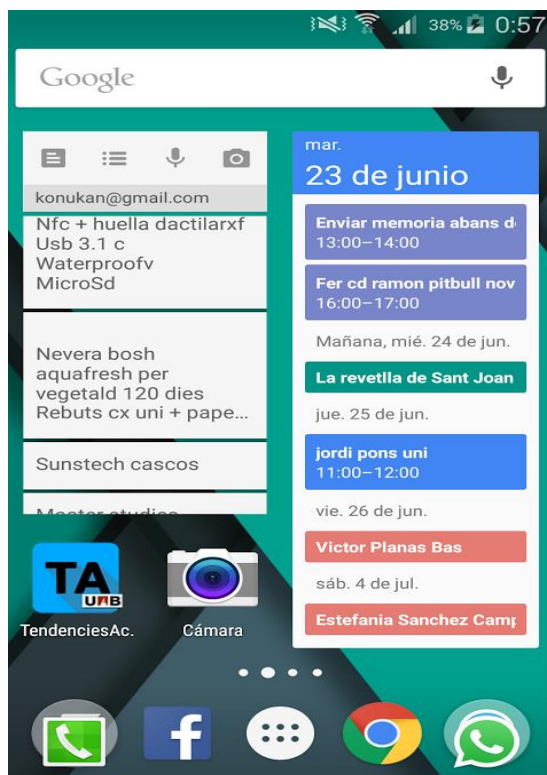 38% 0:57
Google
konukan@gmail.com
Nfc + huella dactilarxf
Usb 3.1 c
Waterproofv
MicroSd
Nevera bosh
aquafresh per
vegetald 120 dies
Rebuts cx uni + pape...
Sunstech cascos
Master studies
mar.
23 de junio
Enviar memoria abans d
13:00–14:00
Fer cd ramon pitbull nov
16:00–17:00
Mañana, mié. 24 de jun.
La revetlla de Sant Joan
jue. 25 de jun.
jordi pons uni
11:00–12:00
vie. 26 de jun.
Victor Planas Bas
sáb. 4 de jul.
Estefania Sanchez Camp
TA
UAB
TendenciesAc.
Cámara
f